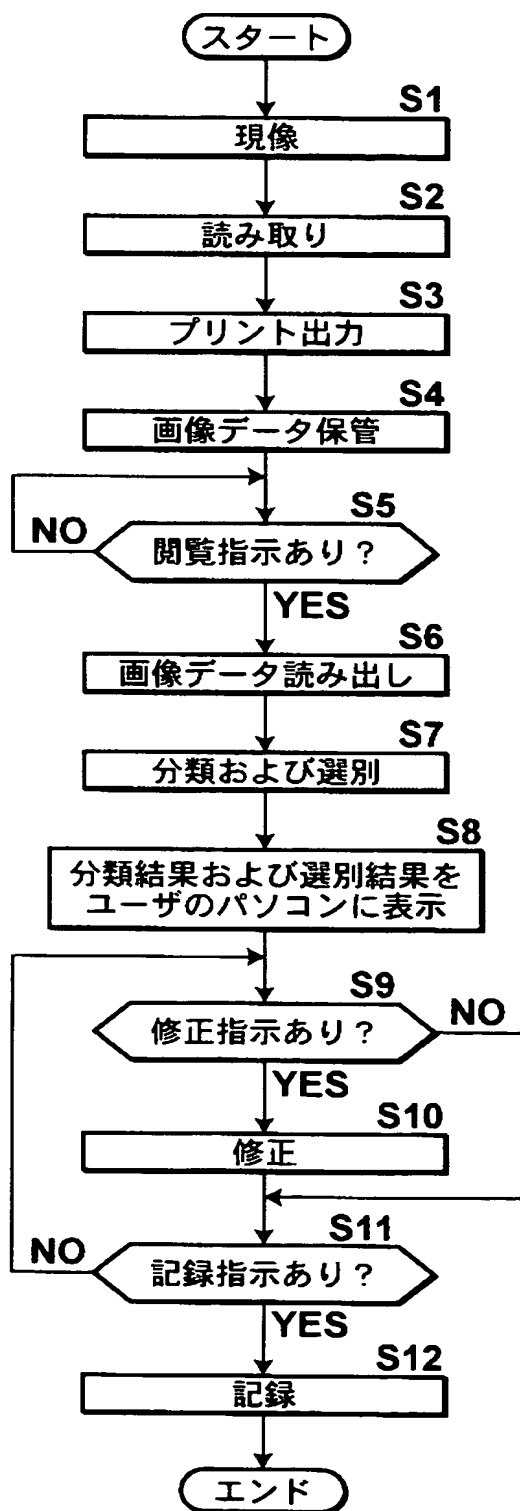 スタート
S1
現像
S2
読み取り
S3
プリント出力
S4
画像データ保管
S5
NO
閲覧指示あり？
YES
S6
画像データ読み出し
S7
分類および選別
S8
分類結果および選別結果を
ユーザのパソコンに表示
S9
修正指示あり？
NO
YES
S10
修正
S11
NO
記録指示あり？
YES
S12
記録
エンド